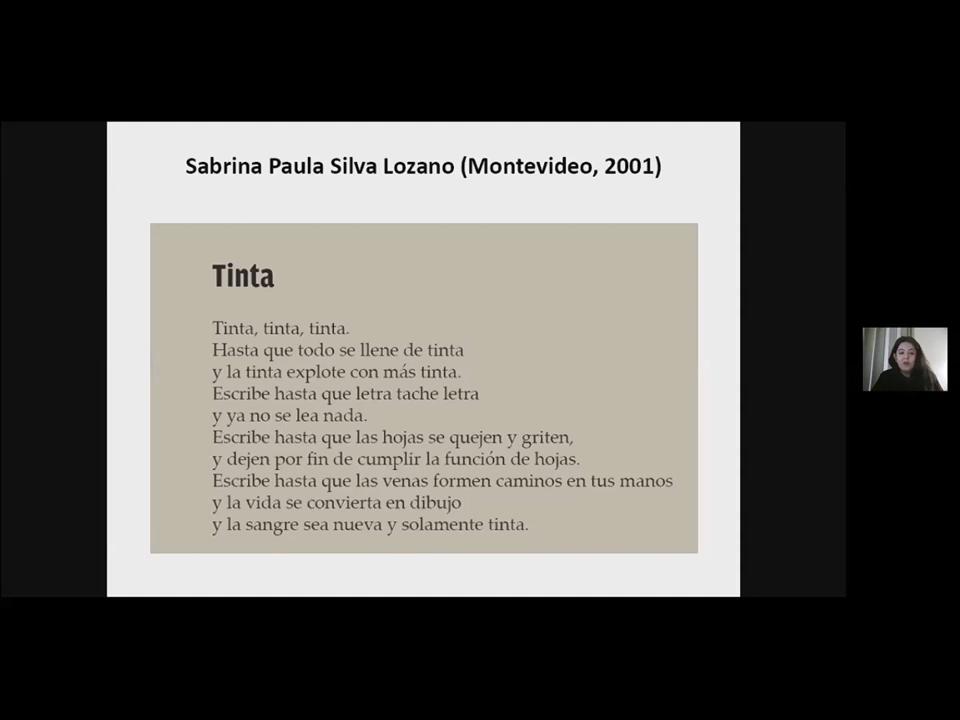 Sabrina Paula Silva Lozano (Montevideo, 2001)
Tinta
Tinta, tinta, tinta.
Hasta que todo se llene de tinta
y la tinta explote con más tinta.
Escribe hasta que letra tache letra
y ya no se lea nada.
Escribe hasta que las hojas se quejen y griten,
y dejen por fin de cumplir la función de hojas.
Escribe hasta que las venas formen caminos en tus manos
y la vida se convierta en dibujo
y la sangre sea nueva y solamente tinta.